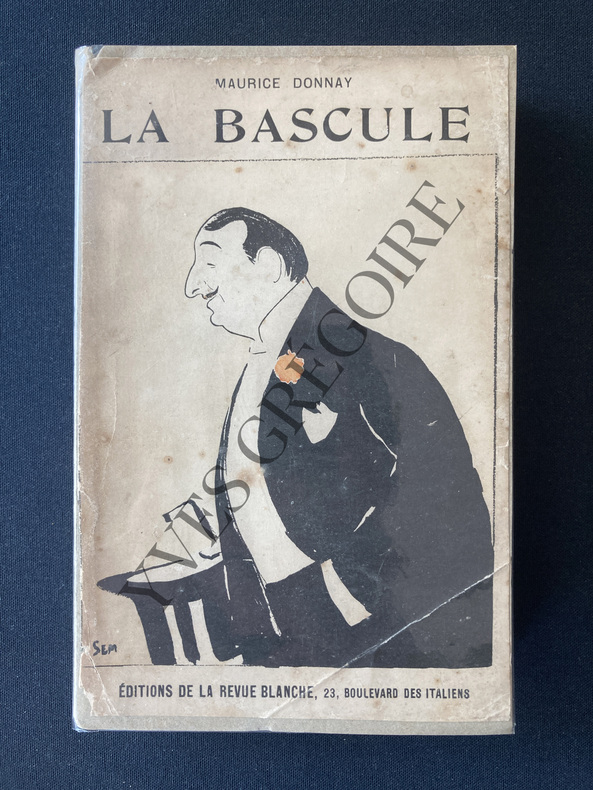 MAURICE DONNAY
LA BASCULE
YVES GRÉGOIRE
SEM
ÉDITIONS DE LA REVUE BLANCHE, 23, BOULEVARD DES ITALIENS